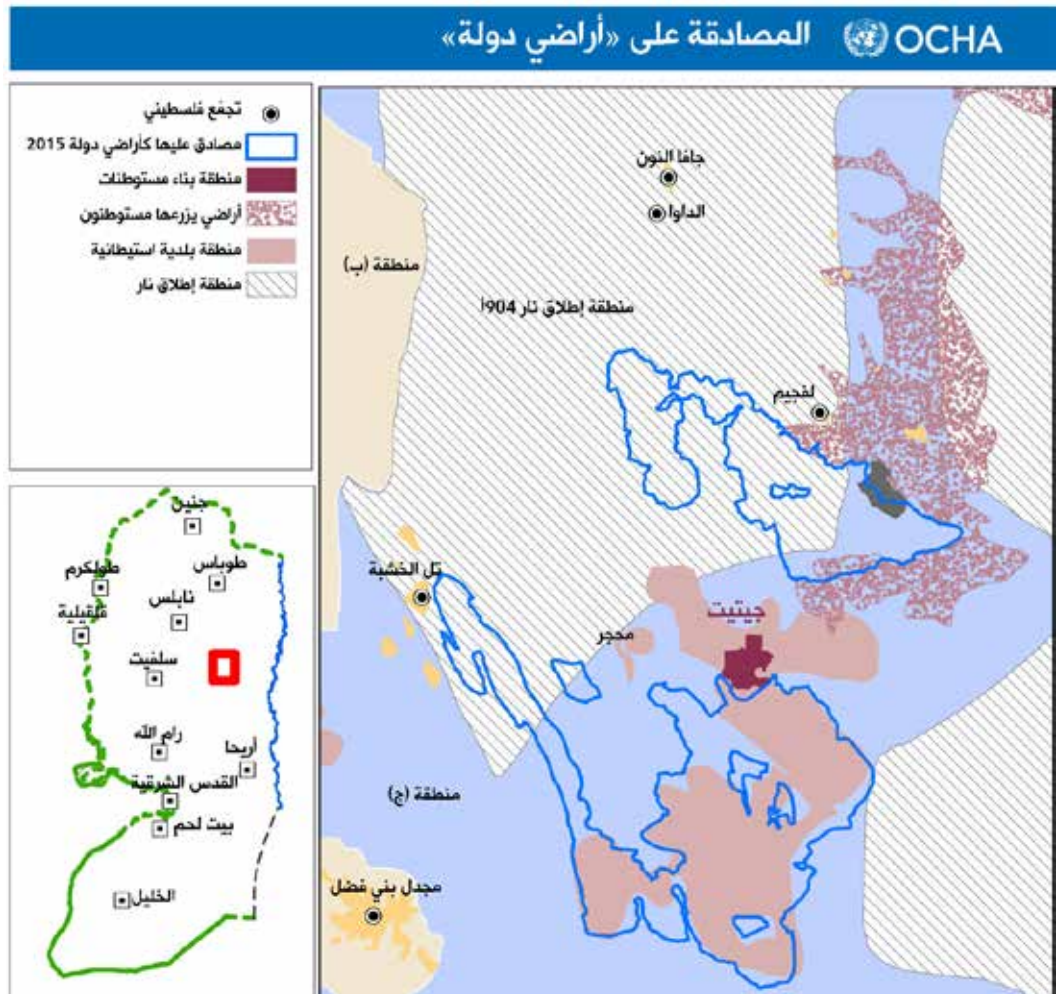 OCHA المصادقة على «أراضي دولة»
تجفع فلسطيني
مصادق عليها كأراضي دولة 2015
منطقة بناء مستوطنات
أراضي يزرعها مستوطنون
منطقة بلدية استيطانية
منطقة إطلاق نار
جافا النون
الداوا
منطقة (ب)
منطقة إطلاق نار 904أ
لفجيم
تل الخشبة
جيتيت
محجر
منطقة (ج)
مجدل بني فضل
جنين
طوباس
طولكرم
نابلس
قلقيلية
سلفيت
رام الله
أريحا
القدس الشرقية
بيت لحم
الخليل